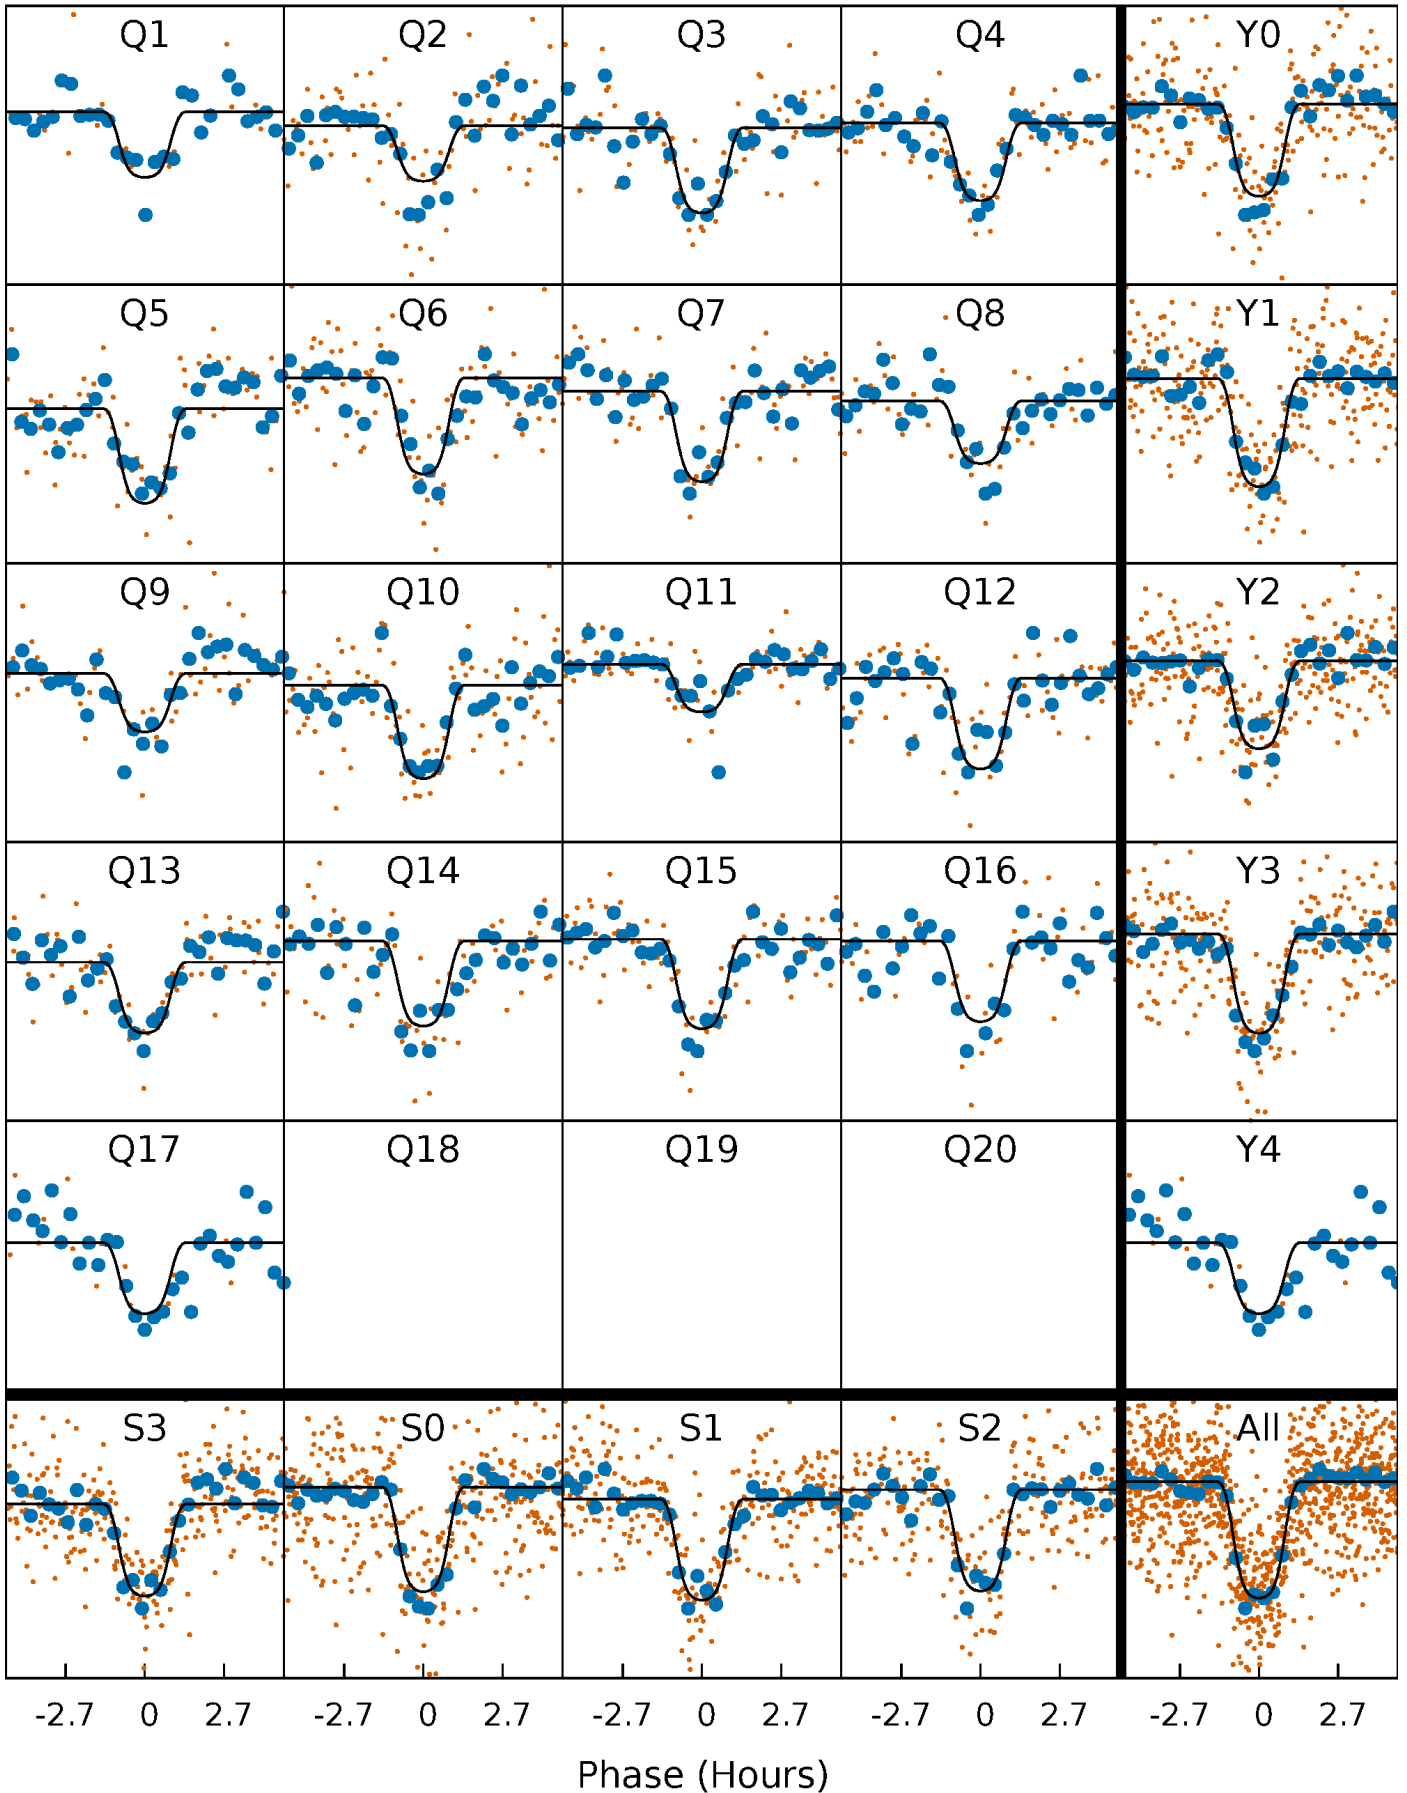 Q1 Q2 Q3 Q4 Y0
Q5 Q6 Q7 Q8 Y1
Q9 Q10 Q11 Q12 Y2
Q13 Q14 Q15 Q16 Y3
Q17 Q18 Q19 Q20 Y4
S3 S0 S1 S2 All
-2.7 0 2.7 -2.7 0 2.7 -2.7 0 2.7 -2.7 0 2.7 -2.7 0 2.7
Phase (Hours)